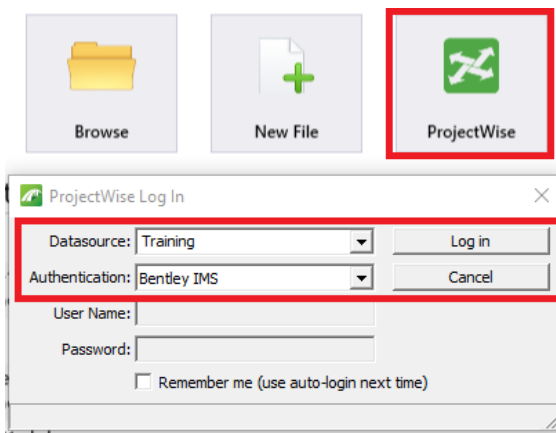 Browse
New File
ProjectWise
ProjectWise Log In
Datasource: Training Log in
Authentication: Bentley IMS Cancel
User Name:
Password:
Remember me (use auto-login next time)